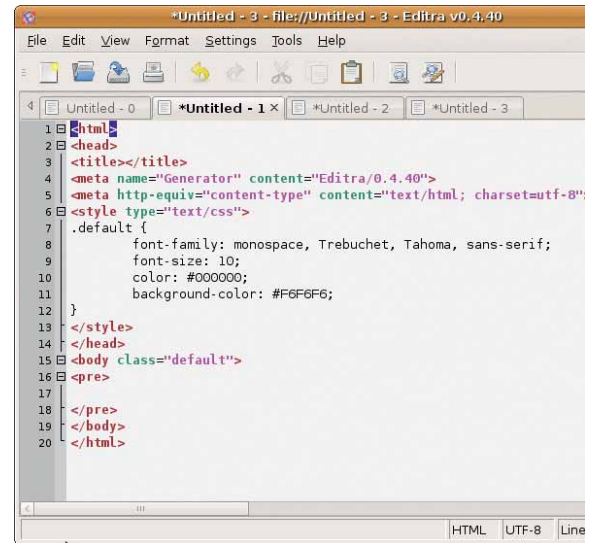 *Untitled - 3 - file://Untitled - 3 - Editra v0.4.40
File Edit View Format Settings Tools Help
Untitled - 0 *Untitled - 1 × *Untitled - 2 *Untitled - 3
1 <html>
2 <head>
3 <title></title>
4 <meta name="Generator" content="Editra/0.4.40">
5 <meta http-equiv="content-type" content="text/html; charset=utf-8"
6 <style type="text/css">
7 .default {
8 font-family: monospace, Trebuchet, Tahoma, sans-serif;
9 font-size: 10;
10 color: #000000;
11 background-color: #F6F6F6;
12 }
13 </style>
14 </head>
15 <body class="default">
16 <pre>
17
18 </pre>
19 </body>
20 </html>
HTML UTF-8 Line